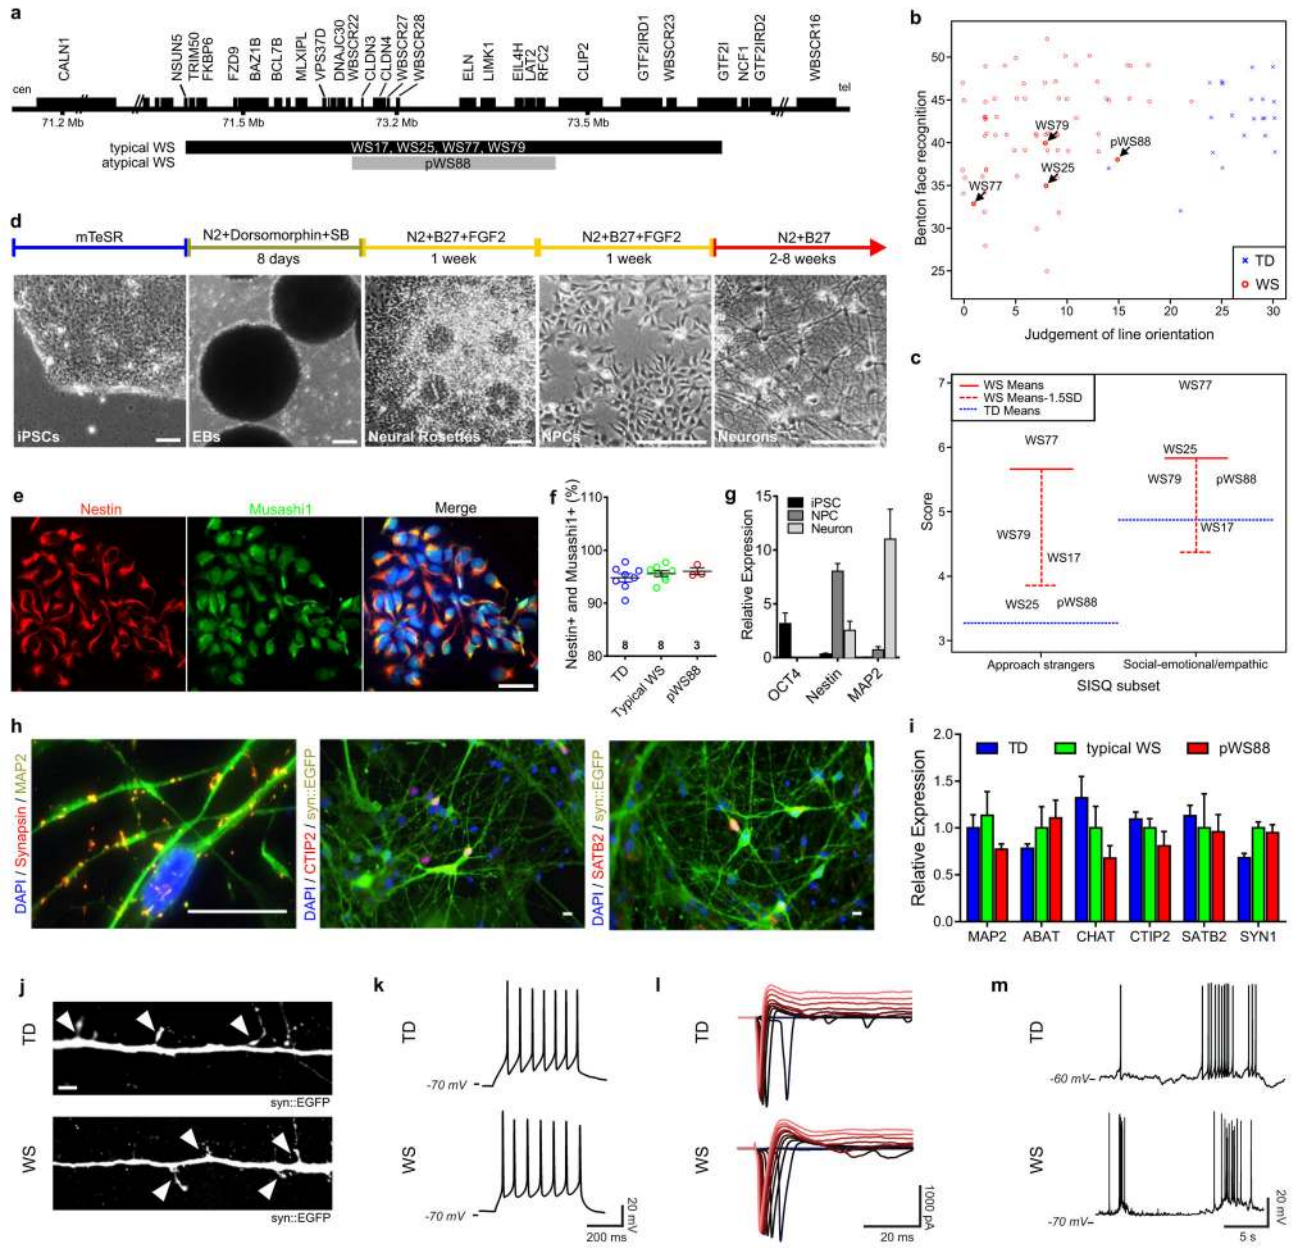 a
CALN1
NSUN5
TRIM50
FKBP6
FZD9
BAZ1B
BCL7B
MLXIPL
VPS37D
DNAJC30
WBSCR22
CLDN3
CLDN4
WBSCR27
WBSCR28
ELN
LIMK1
EIL4H
LAT2
RFC2
CLIP2
GTF2IRD1
WBSCR23
GTF2I
NCF1
GTF2IRD2
WBSCR16
cen
tel
71.2 Mb
71.5 Mb
73.2 Mb
73.5 Mb
typical WS
WS17, WS25, WS77, WS79
atypical WS
pWS88
b
Benton face recognition
50
45
40
35
30
25
WS79
pWS88
WS25
WS77
TD
WS
0 5 10 15 20 25 30
Judgement of line orientation
c
Score
7
6
5
4
3
WS Means
WS Means-1.5SD
TD Means
WS77
WS77
WS25
WS79
pWS88
WS79
WS17
WS17
WS25
pWS88
Approach strangers
Social-emotional/empathic
SISQ subset
d
mTeSR
N2+Dorsomorphin+SB
N2+B27+FGF2
N2+B27+FGF2
N2+B27
8 days
1 week
1 week
2-8 weeks
iPSCs
EBs
Neural Rosettes
NPCs
Neurons
e
Nestin
Musashi1
Merge
f
Nestin+ and Musashi1+ (%)
110
100
90
80
8
8
3
TD
Typical WS
pWS88
g
Relative Expression
15
10
5
0
iPSC
NPC
Neuron
OCT4
Nestin
MAP2
h
DAPI / Synapsin / MAP2
DAPI / CTIP2 / syn::EGFP
DAPI / SATB2 / syn::EGFP
i
Relative Expression
2.0
1.5
1.0
0.5
0.0
TD
typical WS
pWS88
MAP2
ABAT
CHAT
CTIP2
SATB2
SYN1
j
TD
syn::EGFP
WS
syn::EGFP
k
TD
-70 mV
WS
-70 mV
20 mV
200 ms
l
TD
WS
1000 pA
20 ms
m
TD
-60 mV
WS
-70 mV
20 mV
5 s